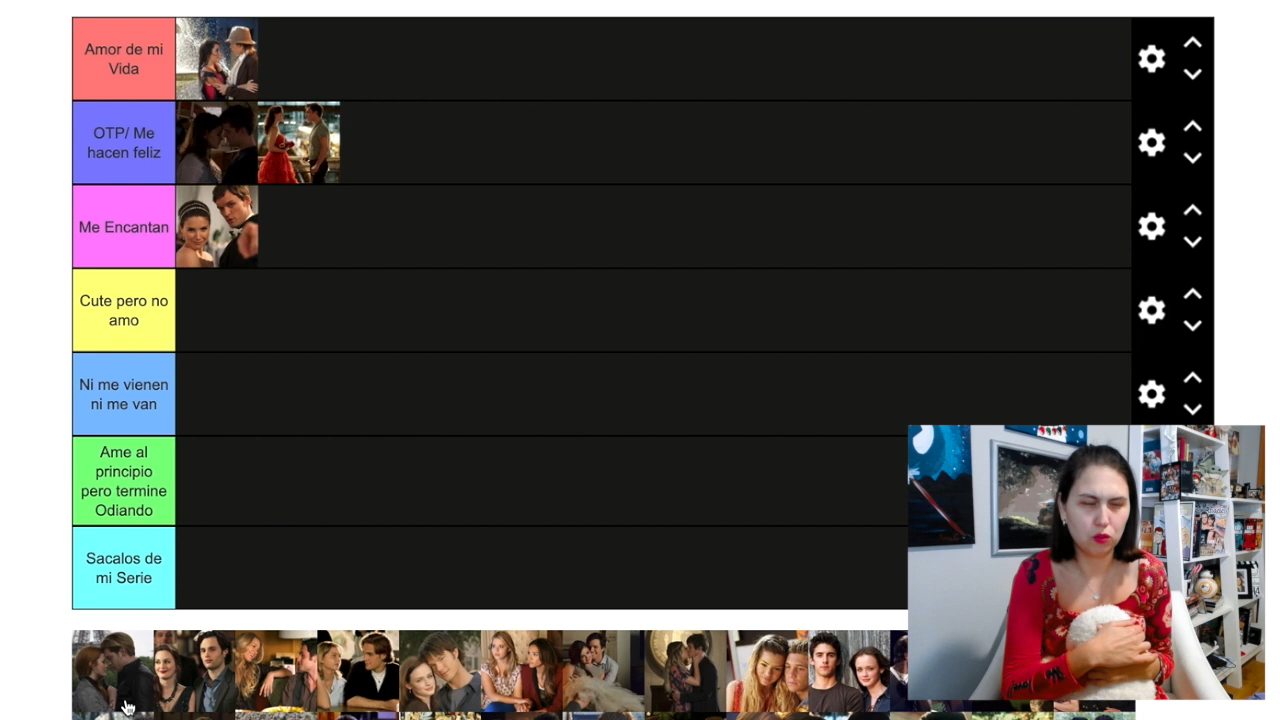 Amor de mi
Vida
OTP/ Me
hacen feliz
Me Encantan
Cute pero no
amo
Ni me vienen
ni me van
Ame al
principio
pero termine
Odiando
Sacalos de
mi Serie